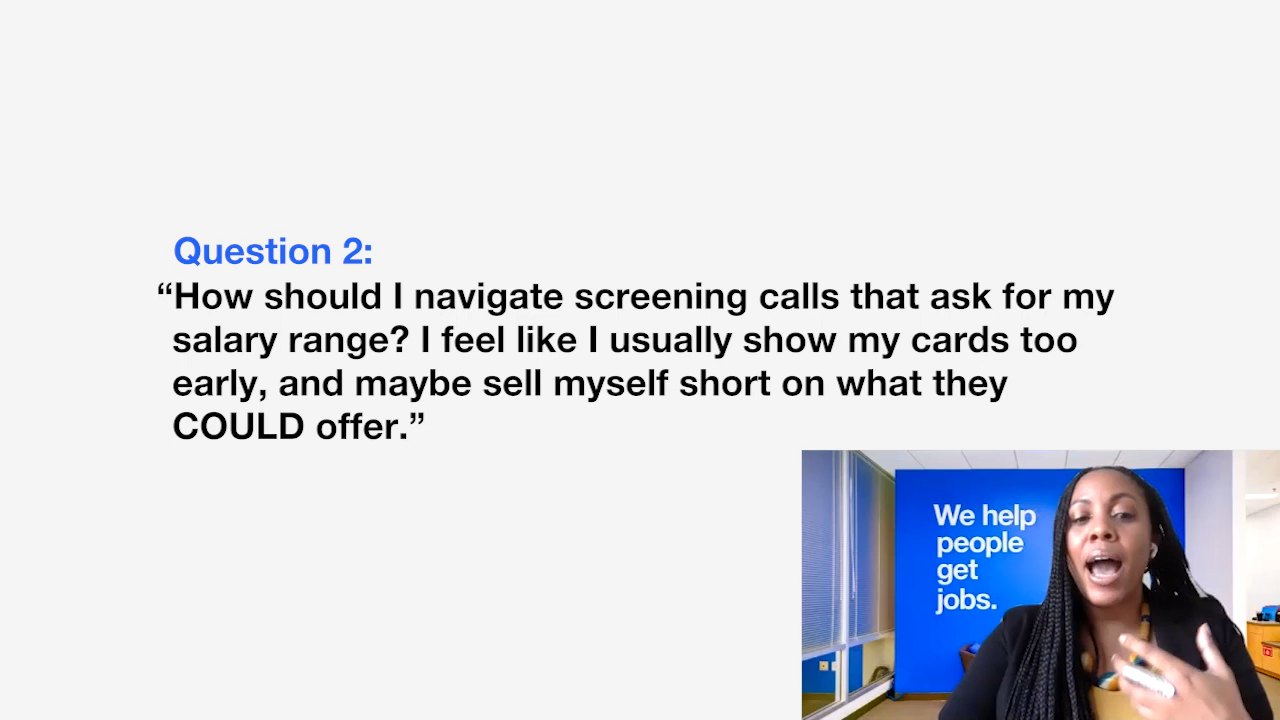 Question 2:
“How should I navigate screening calls that ask for my
salary range? I feel like I usually show my cards too
early, and maybe sell myself short on what they
COULD offer.”
We help
people
get
jobs.